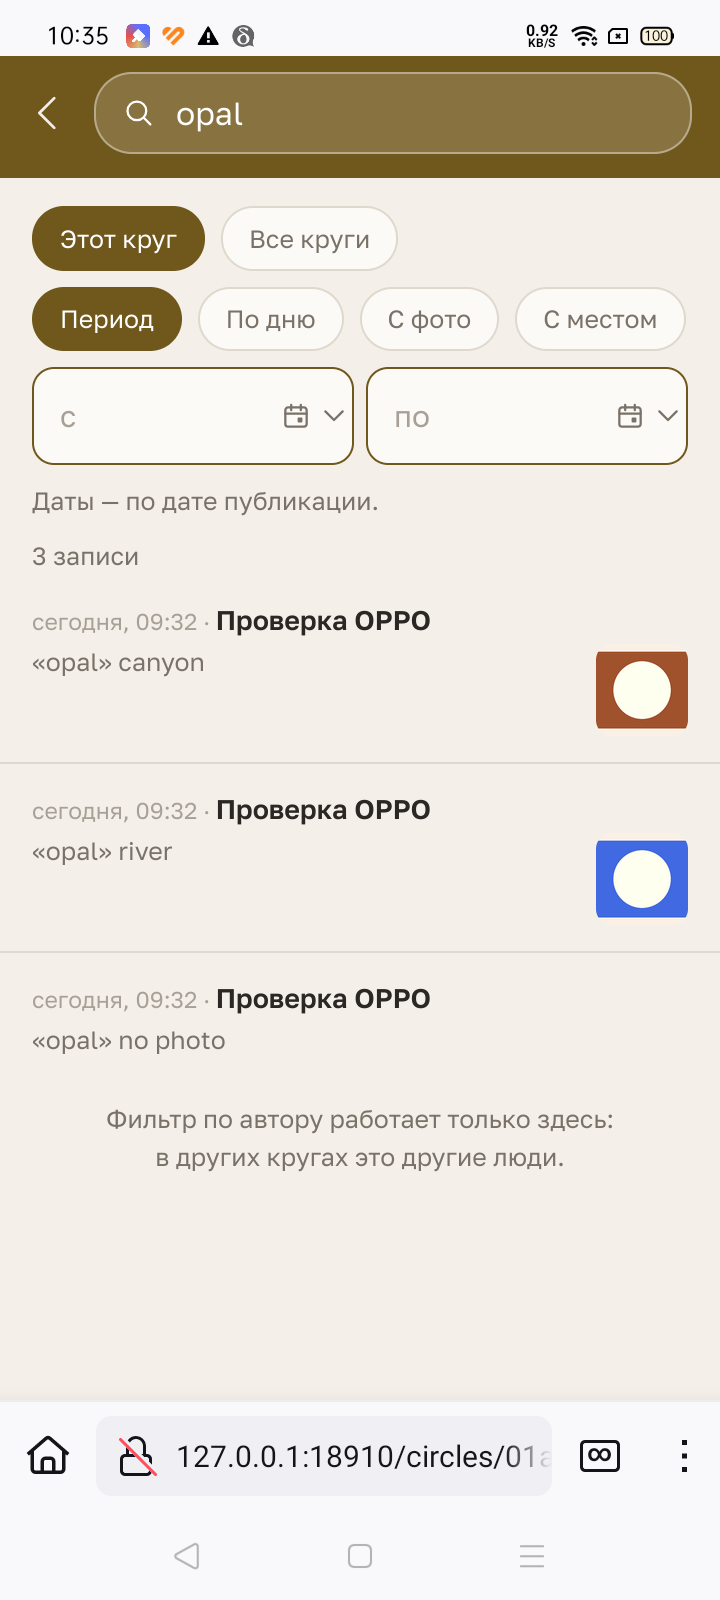 10:35
0.92
KB/S
100
opal
Этот круг
Все круги
Период
По дню
С фото
С местом
с
по
Даты — по дате публикации.
3 записи
сегодня, 09:32 · Проверка OPPO
«opal» canyon
сегодня, 09:32 · Проверка OPPO
«opal» river
сегодня, 09:32 · Проверка OPPO
«opal» no photo
Фильтр по автору работает только здесь:
в других кругах это другие люди.
127.0.0.1:18910/circles/01a